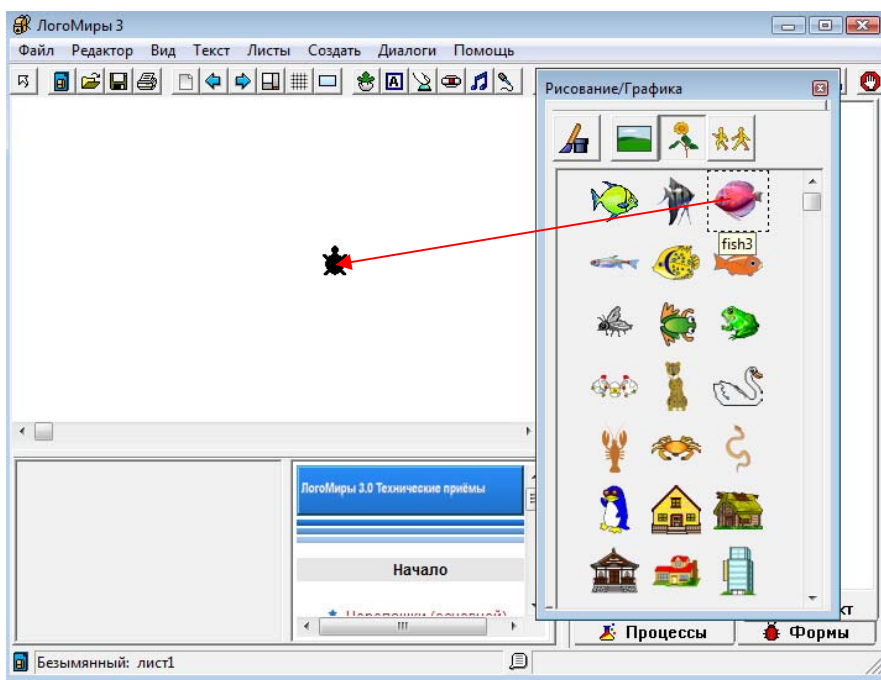 ЛогоМиры 3
Файл Редактор Вид Текст Листы Создать Диалоги Помощь
Рисование/Графика
fish3
ЛогоМиры 3.0 Технические приёмы
Начало
Процессы
Формы
Безымянный: лист1